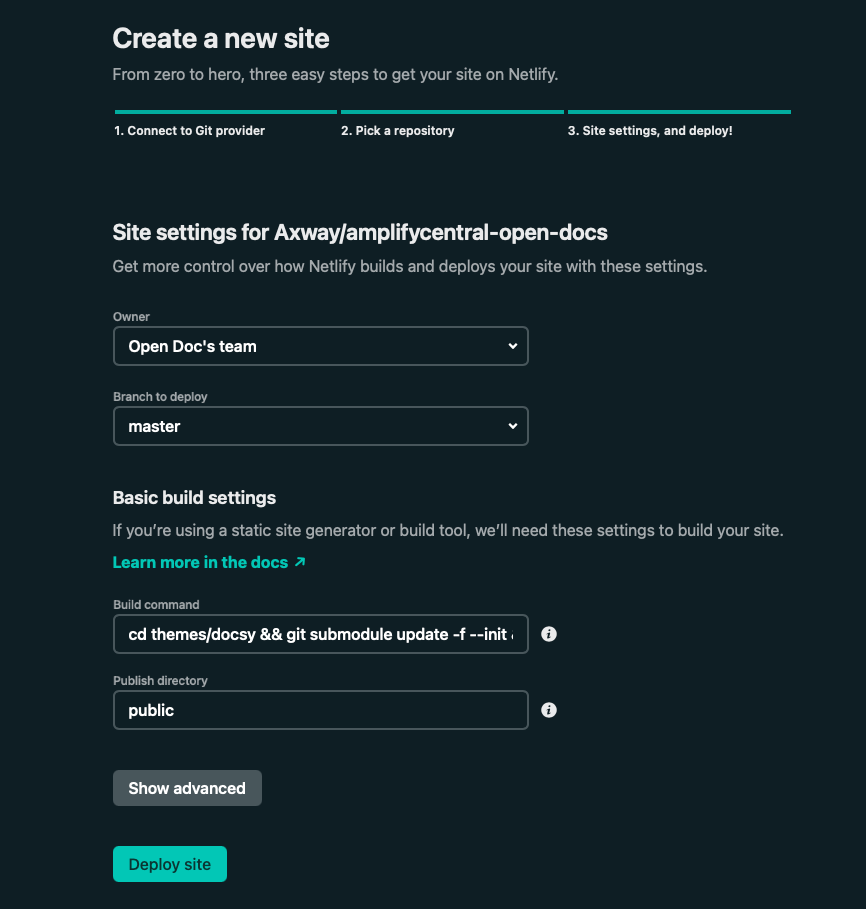 Create a new site
From zero to hero, three easy steps to get your site on Netlify.
1. Connect to Git provider
2. Pick a repository
3. Site settings, and deploy!
Site settings for Axway/amplifycentral-open-docs
Get more control over how Netlify builds and deploys your site with these settings.
Owner
Open Doc's team
Branch to deploy
master
Basic build settings
If you’re using a static site generator or build tool, we’ll need these settings to build your site.
Learn more in the docs ↗
Build command
cd themes/docsy && git submodule update -f --init
Publish directory
public
Show advanced
Deploy site